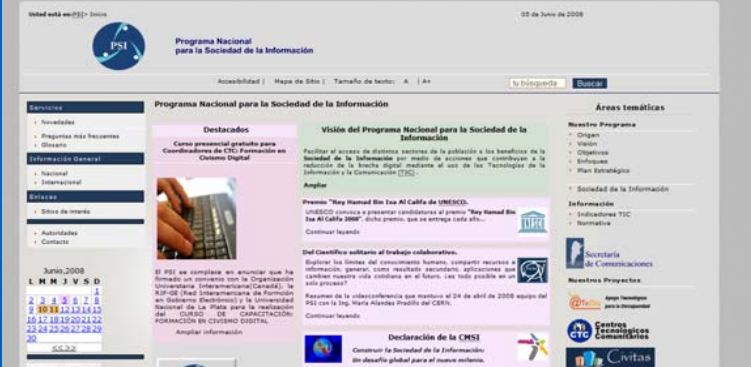 Usted está en: PSI> Inicio
05 de Junio de 2008
PSI
Programa Nacional
para la Sociedad de la Información
Accesibilidad | Mapa de Sitio | Tamaño de texto: A | A+
tu búsqueda
Buscar
Servicios
Novedades
Preguntas más frecuentes
Glosario
Información General
Nacional
Internacional
Enlaces
Sitios de interés
Autoridades
Contacto
Junio,2008
L M M J V S D
1
2 3 4 5 6 7 8
9 10 11 12 13 14 15
16 17 18 19 20 21 22
23 24 25 26 27 28 29
30
<< >>
Programa Nacional para la Sociedad de la Información
Destacados
Curso presencial gratuito para
Coordinadores de CTC: Formación en
Civismo Digital
El PSI se complace en anunciar que ha
firmado un convenio con la Organización
Universitaria Interamericana(Canadá), la
RIF-GE (Red Interamericana de Formación
en Gobierno Electrónico) y la Universidad
Nacional de La Plata para la realización
del CURSO DE CAPACITACIÓN:
FORMACIÓN EN CIVISMO DIGITAL
Ampliar información
Visión del Programa Nacional para la Sociedad de la
Información
Facilitar el acceso de distintos sectores de la población a los beneficios de la
Sociedad de la Información por medio de acciones que contribuyan a la
reducción de la brecha digital mediante el uso de las Tecnologías de la
Información y la Comunicación (TIC).
Ampliar
Premio "Rey Hamad Bin Isa Al Califa de UNESCO.
UNESCO convoca a presentar candidaturas al premio "Rey Hamad Bin
Isa Al Califa 2008", dicho premio, que se entrega cada año...
Continuar leyendo
UNESCO
Del Científico solitario al trabajo colaborativo.
Explorar los límites del conocimiento humano, compartir recursos e
información, generar, como resultado secundario, aplicaciones que
cambien nuestra vida cotidiana en el futuro. ¿es todo posible en un
solo proceso?
Resumen de la videosconferencia que mantuvo el 24 de abril de 2008 equipo del
PSI con la Ing. María Alandes Pradillo del CERN.
Continuar leyendo
Declaración de la CMSI
Construir la Sociedad de la Información:
Un desafío global para el nuevo milenio.
Áreas temáticas
Nuestro Programa
Origen
Visión
Objetivos
Enfoques
Plan Estratégico
Sociedad de la Información
Información
Indicadores TIC
Normativa
Secretaría
de Comunicaciones
Nuestros Proyectos
Apoyo Tecnológico
para la Discapacidad
CTC
Centros
Tecnológicos
Comunitarios
Civitas